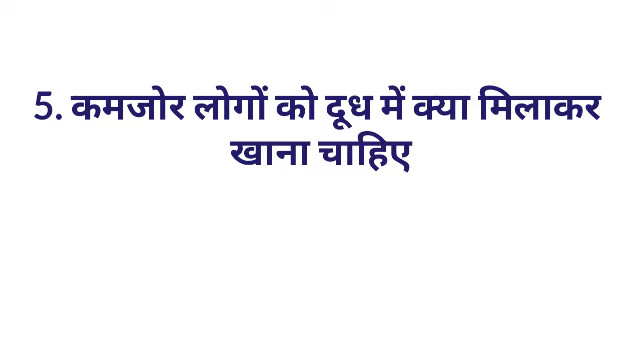 5. कमजोर लोगों को दूध में क्या मिलाकर
खाना चाहिए